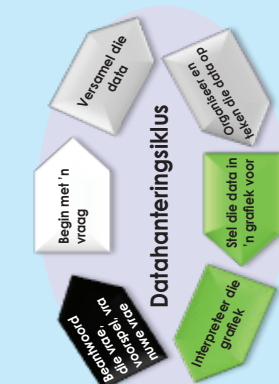 Datahanteringsiklus
Begin met 'n
vraag
Versamel die
data
Organiseer en
teken die data op
Stel die data in
'n grafiek voor
Interpreteer die
grafiek
Beantwoord
die vrae,
voorspel, vra
nuwe vrae